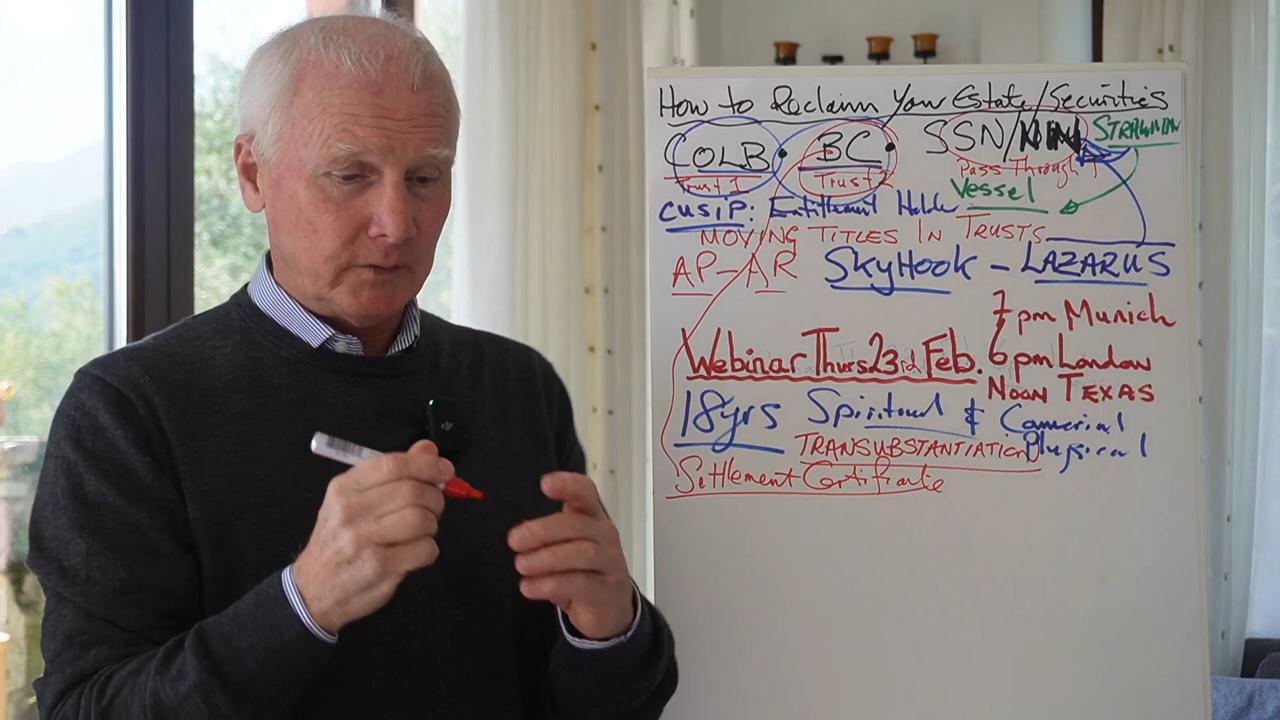 How to Reclaim Your Estate/Securities
COLB • BC • SSN/NIN STRAWMAN
Trust 1 Trust 2 Pass Through
Vessel
CUSIP: Entitlement Holder
MOVING TITLES IN TRUSTS
AP-AR SKYHOOK - LAZARUS
7pm Munich
Webinar Thurs 23rd Feb. 6pm London
Noon TEXAS
18yrs Spiritual & Comercial
TRANSUBSTANTIATION Physical
Settlement Certificate